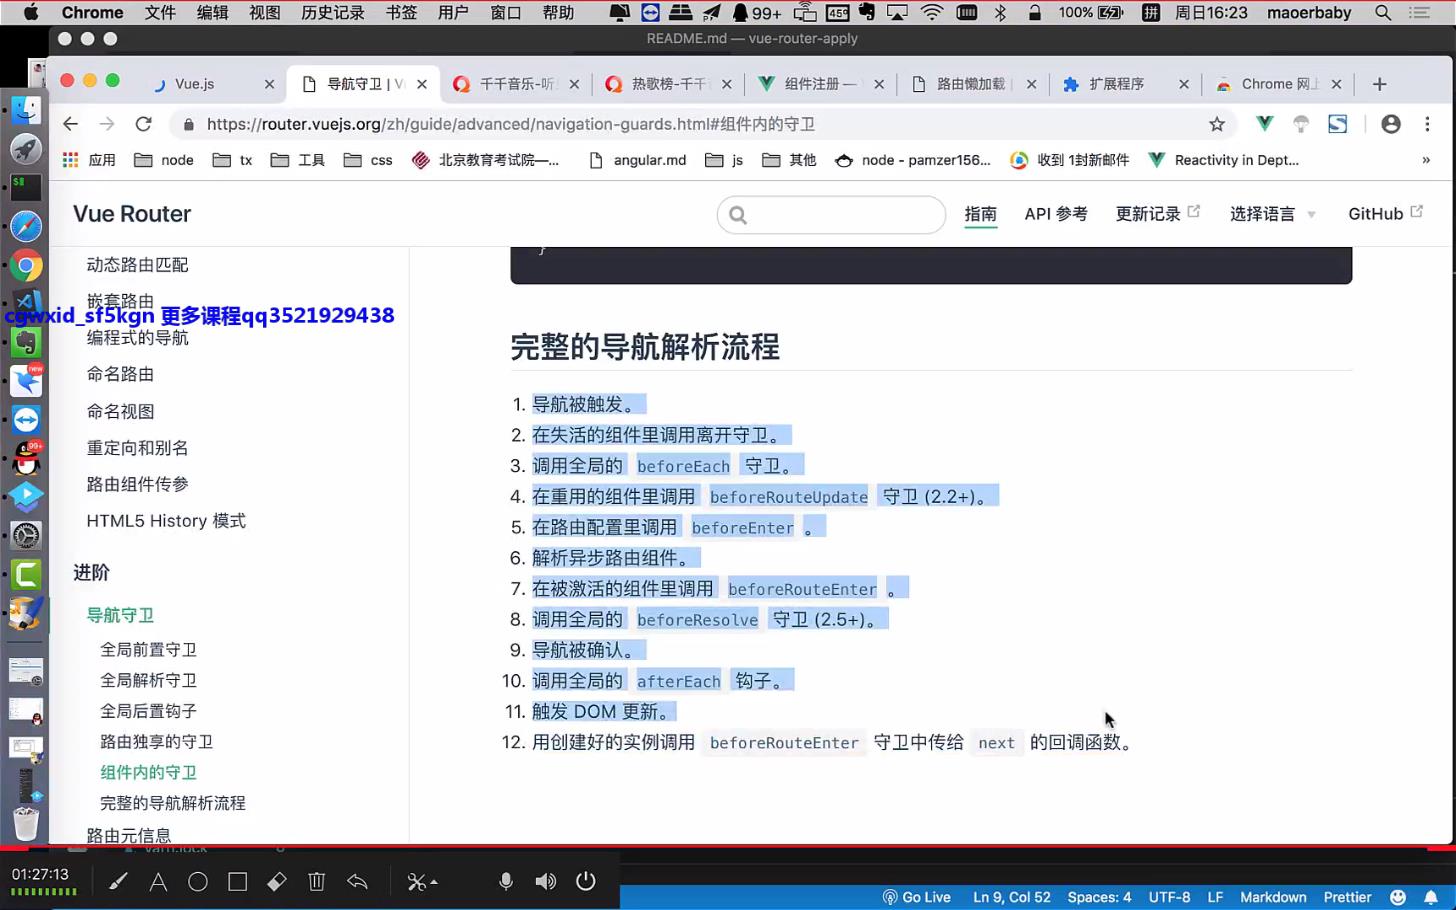 Chrome 文件 编辑 视图 历史记录 书签 用户 窗口 帮助 99+ 459 100% 拼 周日16:23 maoerbaby
README.md — vue-router-apply
Vue.js 导航守卫 | V 千千音乐-听 热歌榜-千千 组件注册 — 路由懒加载 | 扩展程序 Chrome 网上
https://router.vuejs.org/zh/guide/advanced/navigation-guards.html#组件内的守卫
应用 node tx 工具 css 北京教育考试院—... angular.md js 其他 node - pamzer156... 收到 1封新邮件 Reactivity in Dept... »
Vue Router 指南 API 参考 更新记录 选择语言 GitHub
}
动态路由匹配
嵌套路由
cgwxid_sf5kgn 更多课程qq3521929438
编程式的导航
命名路由
命名视图
重定向和别名
路由组件传参
HTML5 History 模式
进阶
导航守卫
全局前置守卫
全局解析守卫
全局后置钩子
路由独享的守卫
组件内的守卫
完整的导航解析流程
路由元信息
完整的导航解析流程
1. 导航被触发。
2. 在失活的组件里调用离开守卫。
3. 调用全局的 beforeEach 守卫。
4. 在重用的组件里调用 beforeRouteUpdate 守卫 (2.2+)。
5. 在路由配置里调用 beforeEnter 。
6. 解析异步路由组件。
7. 在被激活的组件里调用 beforeRouteEnter 。
8. 调用全局的 beforeResolve 守卫 (2.5+)。
9. 导航被确认。
10. 调用全局的 afterEach 钩子。
11. 触发 DOM 更新。
12. 用创建好的实例调用 beforeRouteEnter 守卫中传给 next 的回调函数。
$
new
99+
yarn.lock
01:27:13
Go Live Ln 9, Col 52 Spaces: 4 UTF-8 LF Markdown Prettier